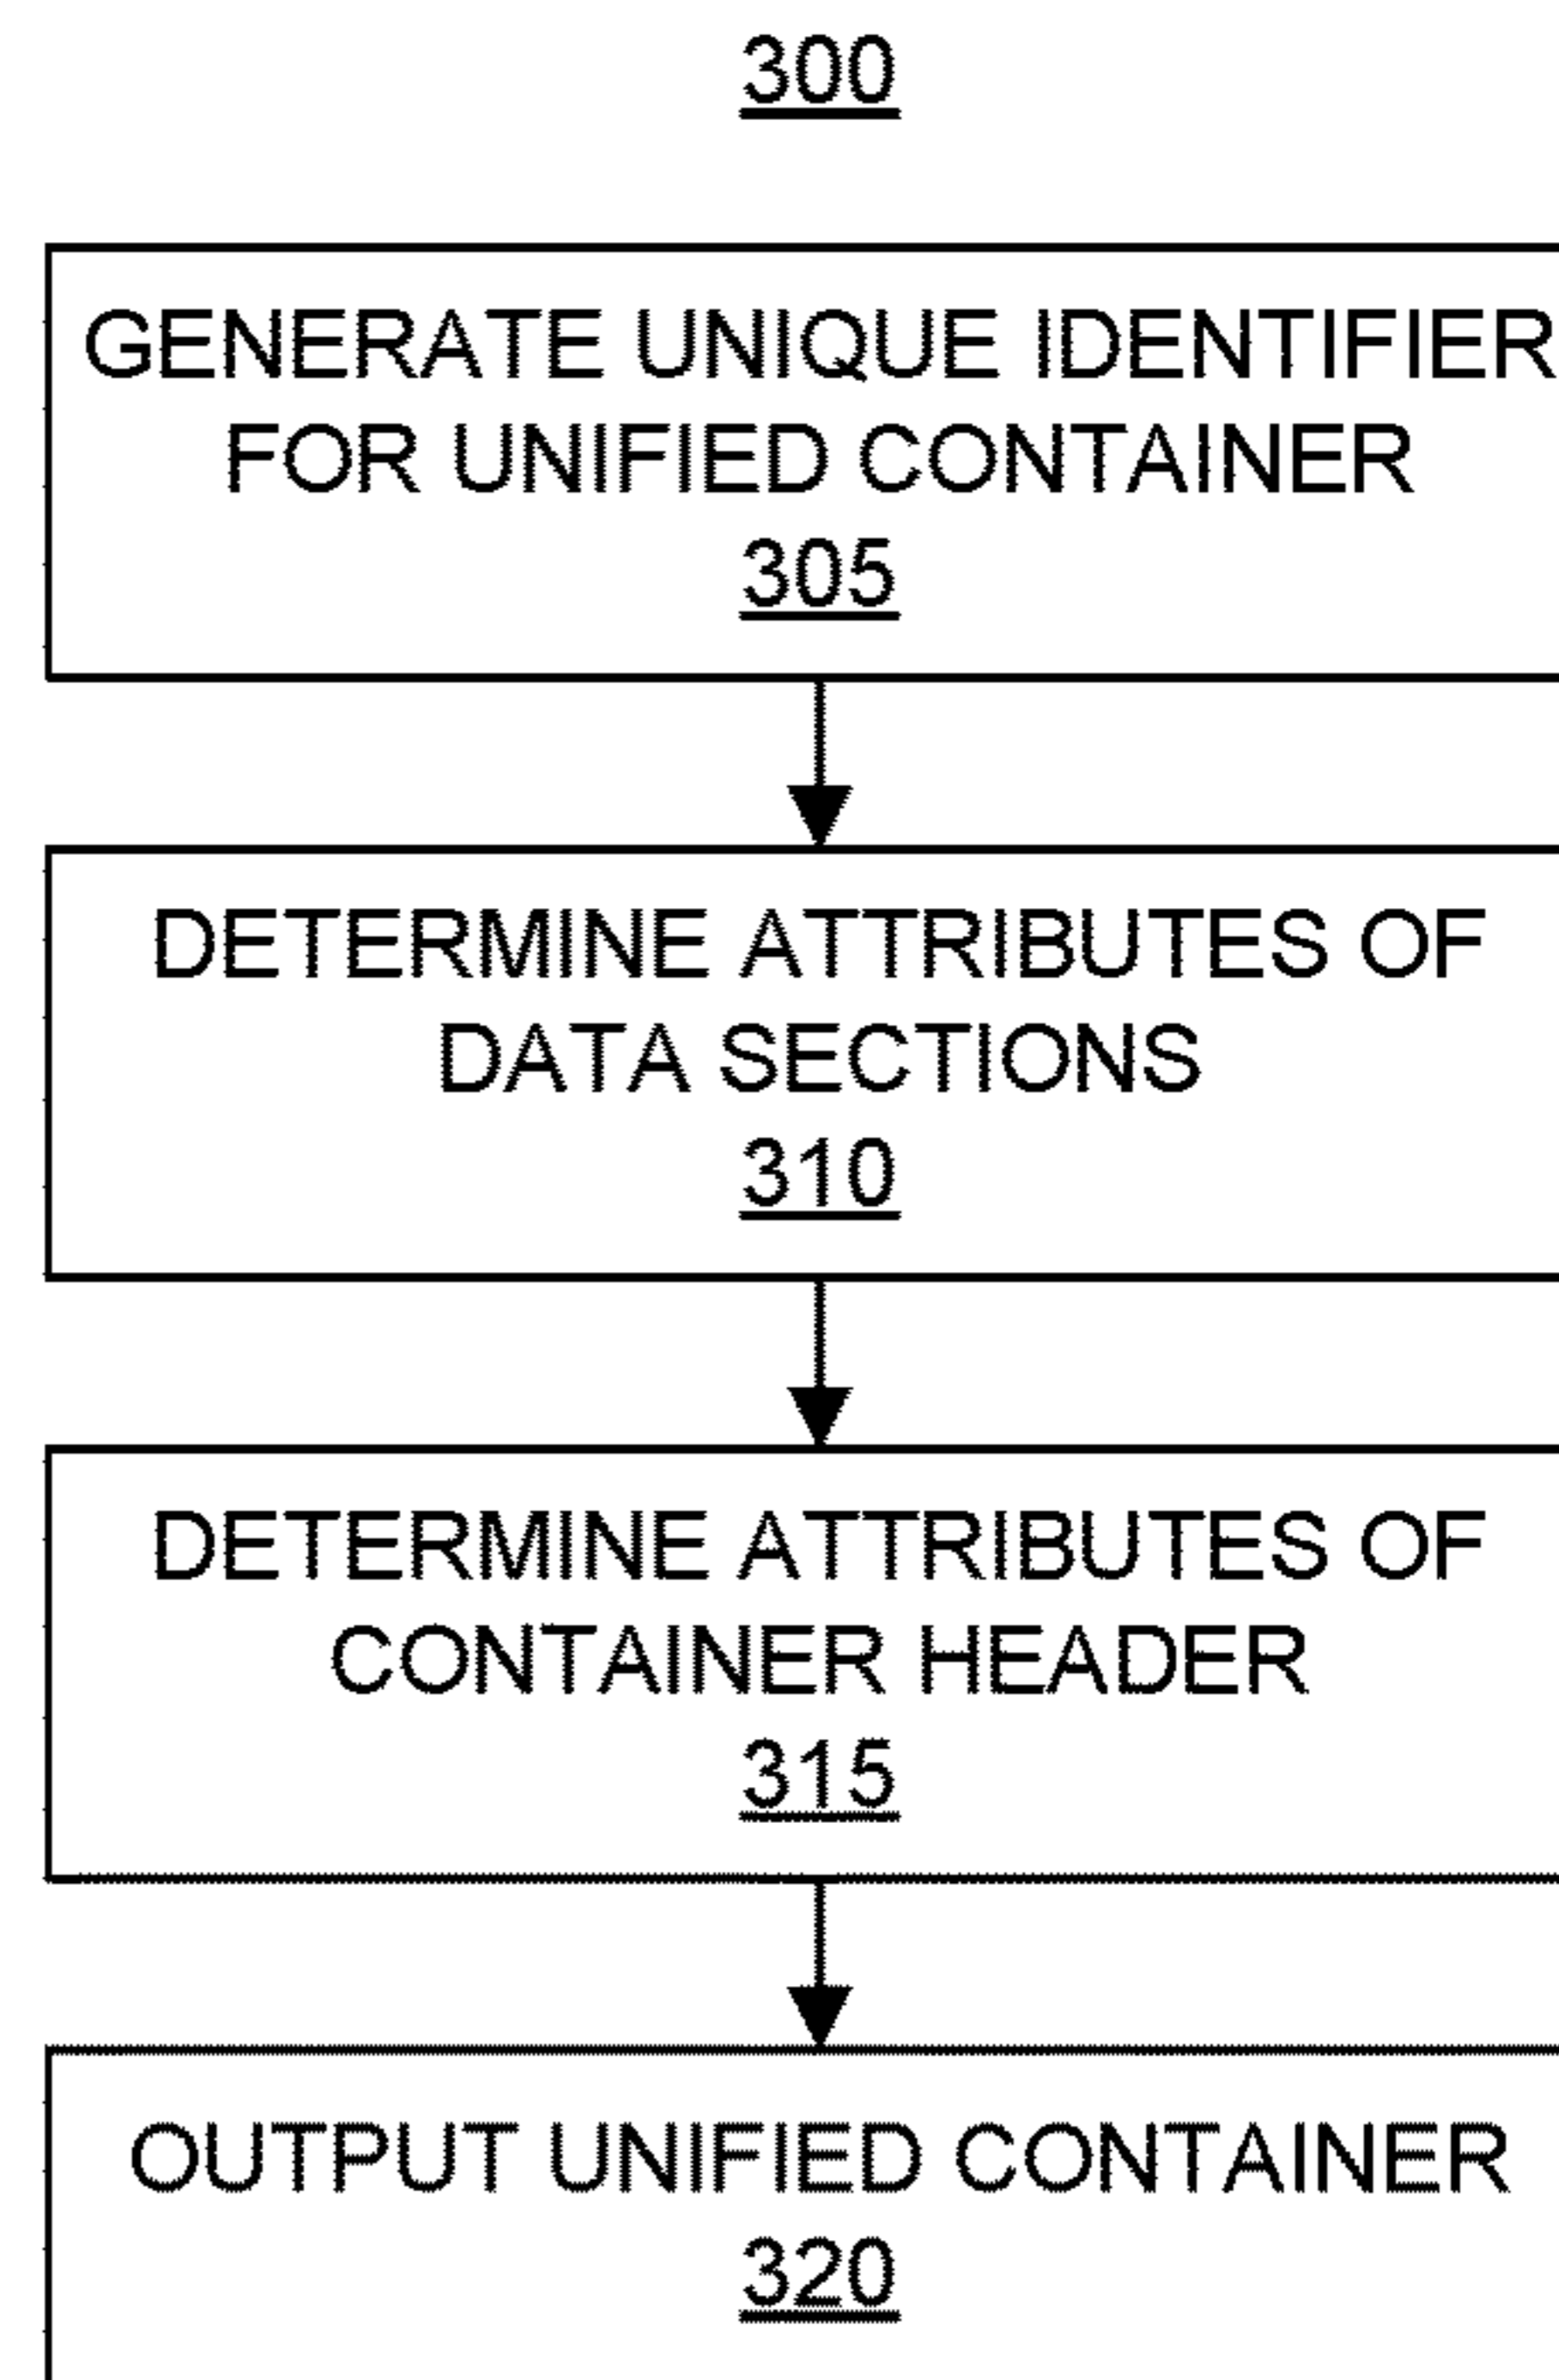 300
GENERATE UNIQUE IDENTIFIER
FOR UNIFIED CONTAINER
305
DETERMINE ATTRIBUTES OF
DATA SECTIONS
310
DETERMINE ATTRIBUTES OF
CONTAINER HEADER
315
OUTPUT UNIFIED CONTAINER
320